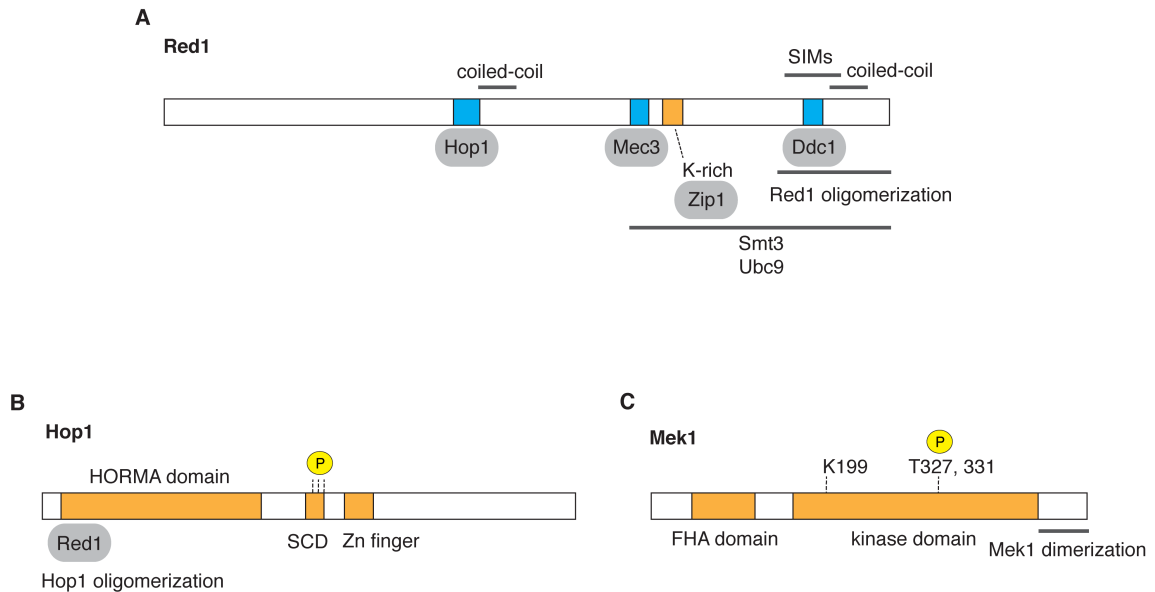 A
Red1
SIMs
coiled-coil
coiled-coil
Hop1
Mec3
Ddc1
K-rich
Zip1
Red1 oligomerization
Smt3
Ubc9
B
Hop1
P
HORMA domain
SCD
Zn finger
Red1
Hop1 oligomerization
C
Mek1
P
K199
T327, 331
FHA domain
kinase domain
Mek1 dimerization